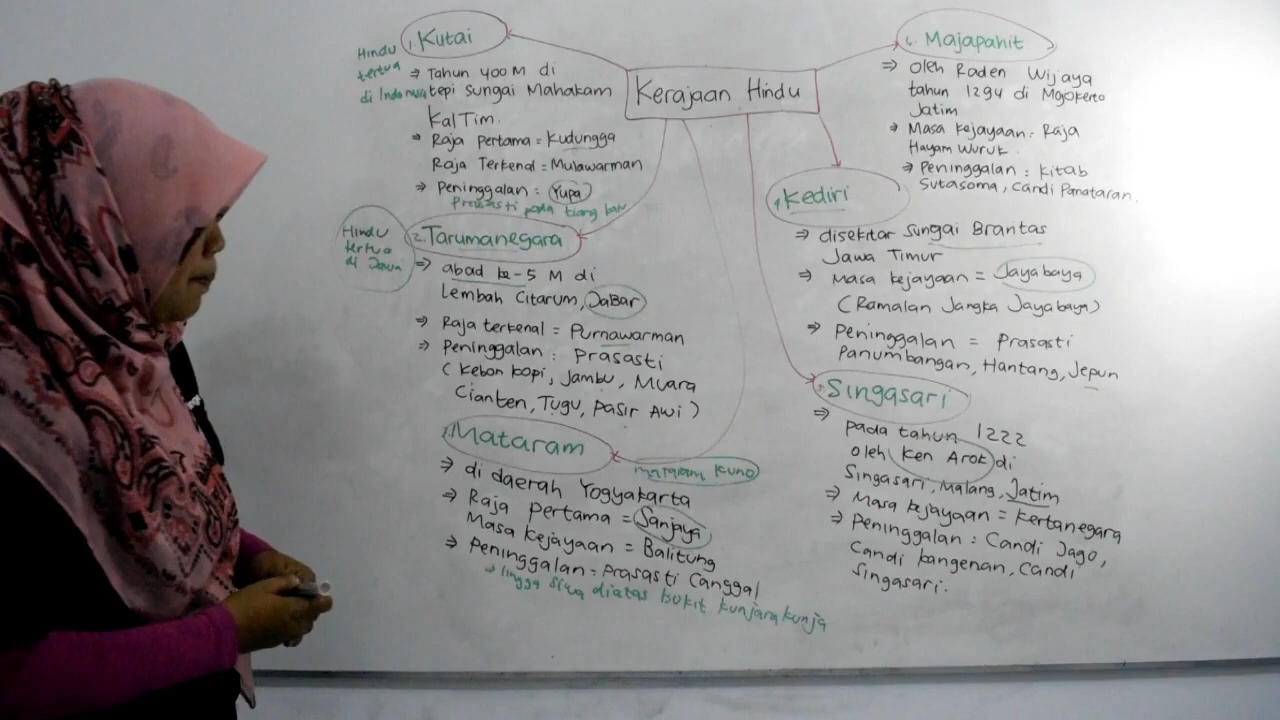 Kerajaan Hindu
1. Kutai
Hindu
tertua
di Indonesia
⇒ Tahun 400 M di
tepi Sungai Mahakam
KalTim.
⇒ Raja Pertama = Kudungga
Raja Terkenal = Mulawarman
⇒ Peninggalan : Yupa
Prasasti pada tiang batu
2. Tarumanegara
Hindu
tertua
di Jawa
⇒ abad ke-5 M di
Lembah Citarum, JaBar
⇒ Raja terkenal = Purnawarman
⇒ Peninggalan : Prasasti
(Kebon Kopi, Jambu, Muara
Cianten, Tugu, Pasir Awi)
Mataram
mataram kuno
⇒ di daerah Yogyakarta
⇒ Raja pertama = Sanjaya
Masa kejayaan = Balitung
⇒ Peninggalan = Prasasti Canggal
→ lingga siwa diatas bukit kunjarakunja
Majapahit
⇒ Oleh Raden Wijaya
tahun 1294 di Mojokerto
Jatim
⇒ Masa kejayaan : Raja
Hayam Wuruk.
⇒ Peninggalan : Kitab
Sutasoma, Candi Panataran.
Kediri
⇒ disekitar Sungai Brantas
Jawa Timur
⇒ Masa kejayaan = Jayabaya
(Ramalan Jangka Jayabaya)
⇒ Peninggalan = Prasasti
Panumbangan, Hantang, Jepun
Singasari
⇒ pada tahun 1222
oleh Ken Arok di
Singasari, Malang, Jatim
⇒ Masa kejayaan = Kertanegara
⇒ Peninggalan : Candi Jago,
Candi kangenan, Candi
Singasari.